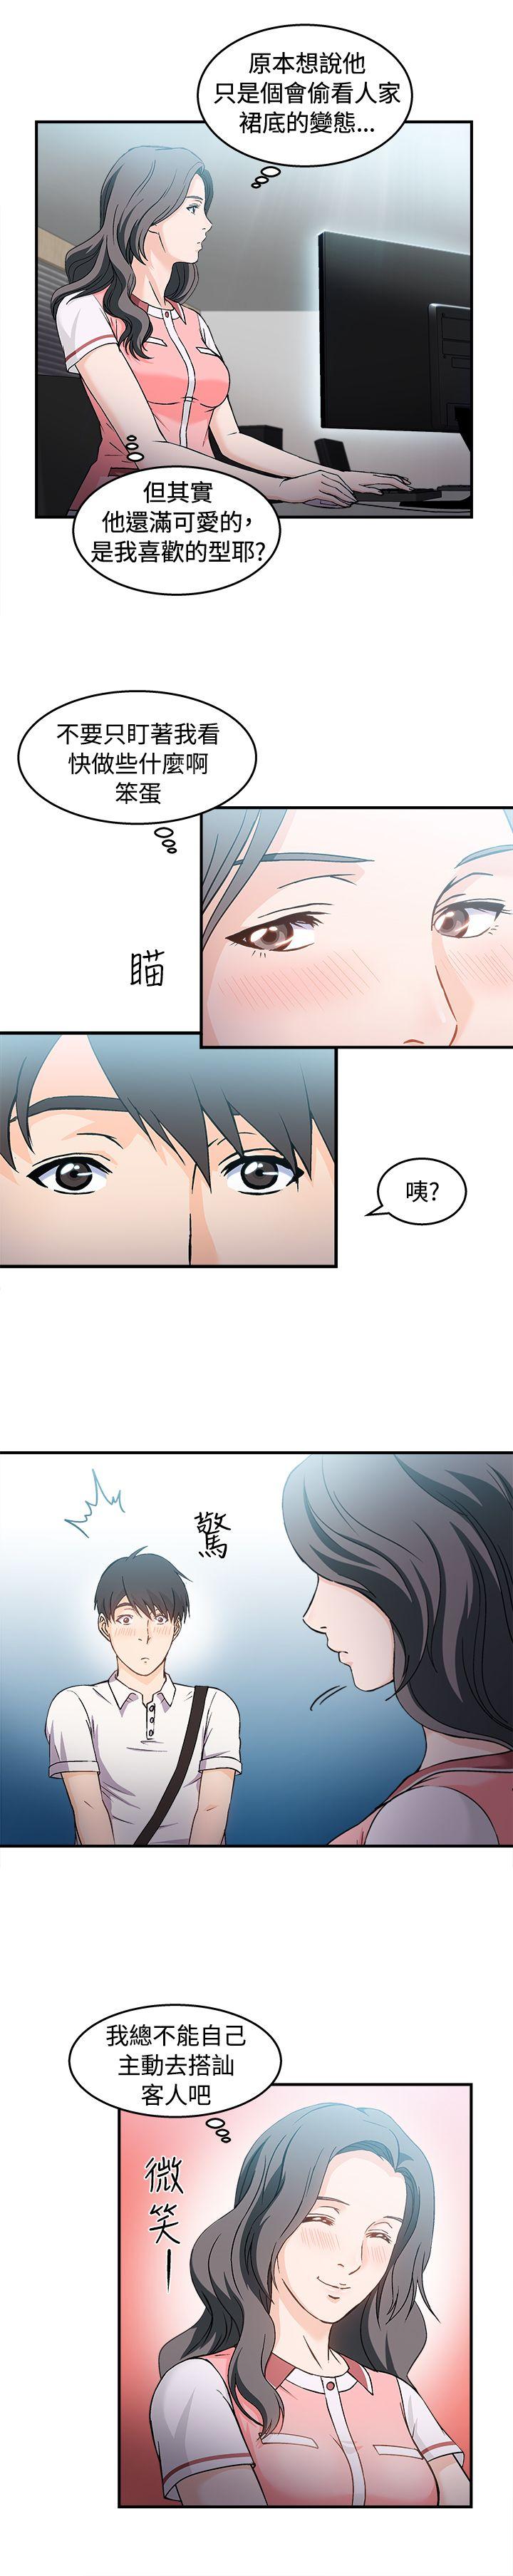 原本想說他
只是個會偷看人家
裙底的變態...
但其實
他還滿可愛的，
是我喜歡的型耶?
不要只盯著我看
快做些什麼啊
笨蛋
瞄
咦?
驚
我總不能自己
主動去搭訕
客人吧
微笑